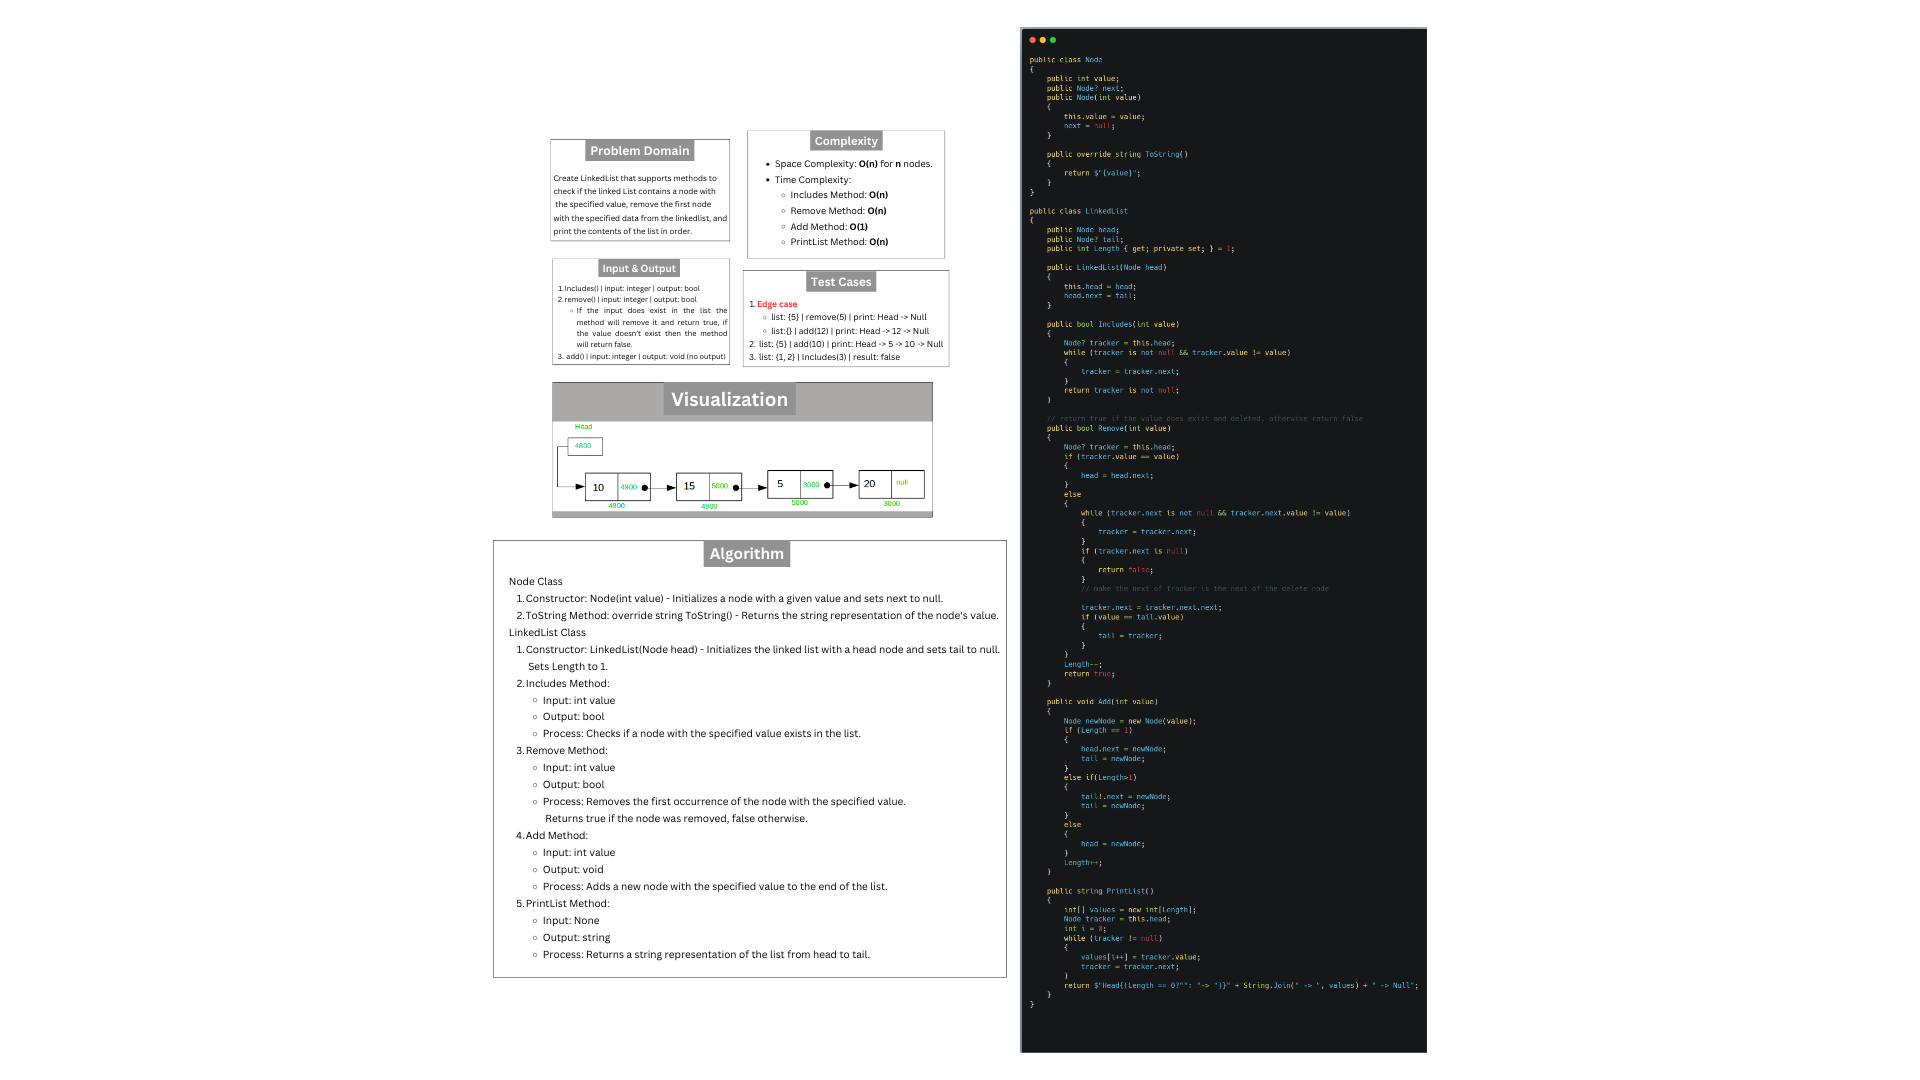 Problem Domain
Create LinkedList that supports methods to
check if the linked List contains a node with
the specified value, remove the first node
with the specified data from the linkedlist, and
print the contents of the list in order.
Complexity
• Space Complexity: O(n) for n nodes.
• Time Complexity:
◦ Includes Method: O(n)
◦ Remove Method: O(n)
◦ Add Method: O(1)
◦ PrintList Method: O(n)
Input & Output
1. Includes() | input: integer | output: bool
2. remove() | input: integer | output: bool
◦ If the input does exist in the list the
method will remove it and return true, if
the value doesn't exist then the method
will return false.
3. add() | input: integer | output: void (no output)
Test Cases
1. Edge case
◦ list: {5} | remove(5) | print: Head -> Null
◦ list:{} | add(12) | print: Head -> 12 -> Null
2. list: {5} | add(10) | print: Head -> 5 -> 10 -> Null
3. list: {1, 2} | Includes(3) | result: false
Visualization
Head
4800
10 4900 15 5000 5 3000 20 null
4800 4900 5000 3000
Algorithm
Node Class
1. Constructor: Node(int value) - Initializes a node with a given value and sets next to null.
2. ToString Method: override string ToString() - Returns the string representation of the node's value.
LinkedList Class
1. Constructor: LinkedList(Node head) - Initializes the linked list with a head node and sets tail to null.
Sets Length to 1.
2. Includes Method:
◦ Input: int value
◦ Output: bool
◦ Process: Checks if a node with the specified value exists in the list.
3. Remove Method:
◦ Input: int value
◦ Output: bool
◦ Process: Removes the first occurrence of the node with the specified value.
Returns true if the node was removed, false otherwise.
4. Add Method:
◦ Input: int value
◦ Output: void
◦ Process: Adds a new node with the specified value to the end of the list.
5. PrintList Method:
◦ Input: None
◦ Output: string
◦ Process: Returns a string representation of the list from head to tail.
public class Node
{
public int value;
public Node? next;
public Node(int value)
{
this.value = value;
next = null;
}
public override string ToString()
{
return $"{value}";
}
}
public class LinkedList
{
public Node head;
public Node? tail;
public int Length { get; private set; } = 1;
public LinkedList(Node head)
{
this.head = head;
head.next = tail;
}
public bool Includes(int value)
{
Node? tracker = this.head;
while (tracker is not null && tracker.value != value)
{
tracker = tracker.next;
}
return tracker is not null;
}
// return true if the value does exist and deleted, otherwise return false
public bool Remove(int value)
{
Node? tracker = this.head;
if (tracker.value == value)
{
head = head.next;
}
else
{
while (tracker.next is not null && tracker.next.value != value)
{
tracker = tracker.next;
}
if (tracker.next is null)
{
return false;
}
// make the next of tracker is the next of the delete node
tracker.next = tracker.next.next;
if (value == tail.value)
{
tail = tracker;
}
}
Length--;
return true;
}
public void Add(int value)
{
Node newNode = new Node(value);
if (Length == 1)
{
head.next = newNode;
tail = newNode;
}
else if(Length>1)
{
tail!.next = newNode;
tail = newNode;
}
else
{
head = newNode;
}
Length++;
}
public string PrintList()
{
int[] values = new int[Length];
Node tracker = this.head;
int i = 0;
while (tracker != null)
{
values[i++] = tracker.value;
tracker = tracker.next;
}
return $"Head{(Length == 0?"": "-> ")}" + String.Join(" -> ", values) + " -> Null";
}
}